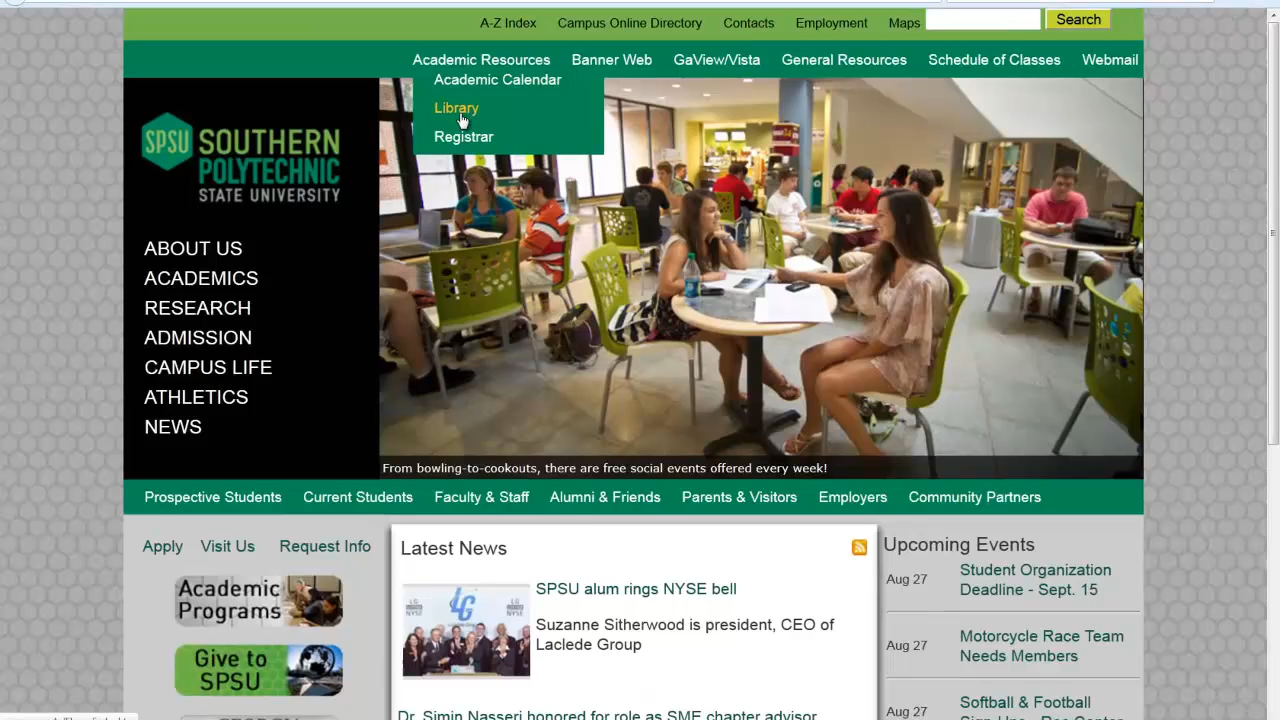 A-Z Index Campus Online Directory Contacts Employment Maps Search
Academic Resources Banner Web GaView/Vista General Resources Schedule of Classes Webmail
Academic Calendar
Library
Registrar
SPSU SOUTHERN
POLYTECHNIC
STATE UNIVERSITY
ABOUT US
ACADEMICS
RESEARCH
ADMISSION
CAMPUS LIFE
ATHLETICS
NEWS
From bowling-to-cookouts, there are free social events offered every week!
Prospective Students Current Students Faculty & Staff Alumni & Friends Parents & Visitors Employers Community Partners
Apply Visit Us Request Info
Academic
Programs
Give to
SPSU
Latest News
SPSU alum rings NYSE bell
Suzanne Sitherwood is president, CEO of
Laclede Group
LG
Dr. Simin Nasseri honored for role as SME chapter advisor
Upcoming Events
Aug 27 Student Organization
Deadline - Sept. 15
Aug 27 Motorcycle Race Team
Needs Members
Aug 27 Softball & Football